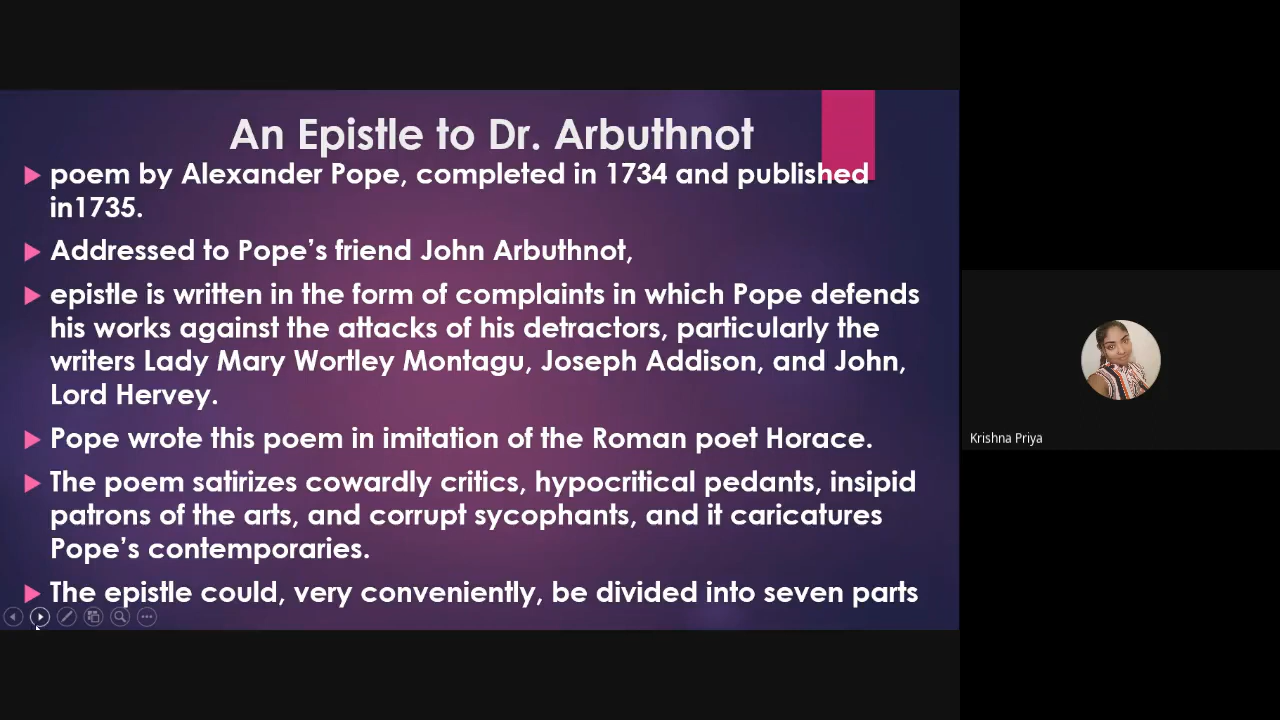 An Epistle to Dr. Arbuthnot
poem by Alexander Pope, completed in 1734 and published
in1735.
Addressed to Pope’s friend John Arbuthnot,
epistle is written in the form of complaints in which Pope defends
his works against the attacks of his detractors, particularly the
writers Lady Mary Wortley Montagu, Joseph Addison, and John,
Lord Hervey.
Pope wrote this poem in imitation of the Roman poet Horace.
The poem satirizes cowardly critics, hypocritical pedants, insipid
patrons of the arts, and corrupt sycophants, and it caricatures
Pope’s contemporaries.
The epistle could, very conveniently, be divided into seven parts
Krishna Priya